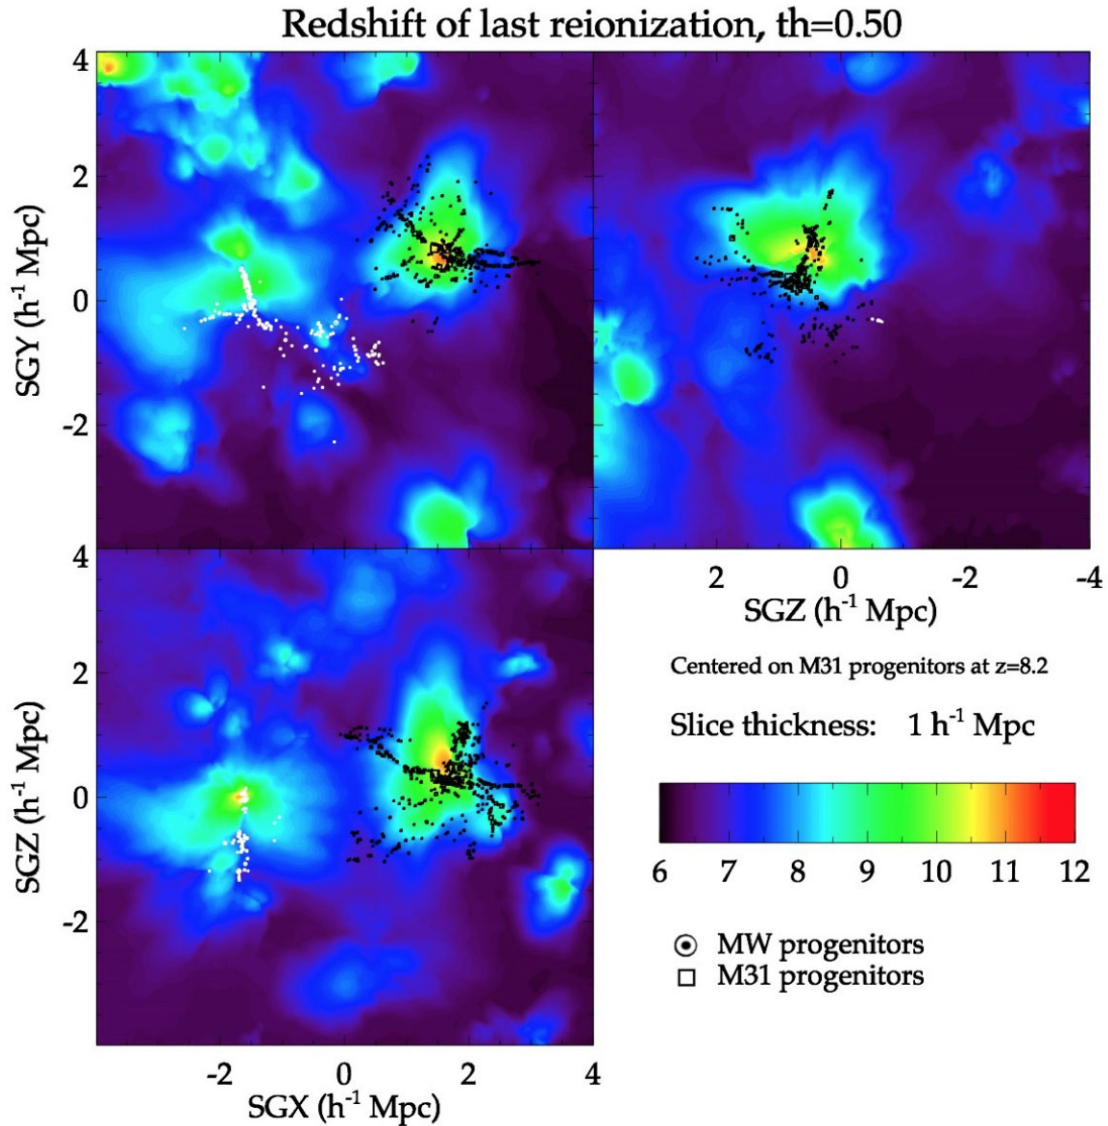 Redshift of last reionization, th=0.50
4
2
0
-2
SGY (h⁻¹ Mpc)
2 0 -2 -4
SGZ (h⁻¹ Mpc)
4
2
0
-2
SGZ (h⁻¹ Mpc)
-2 0 2 4
SGX (h⁻¹ Mpc)
Centered on M31 progenitors at z=8.2
Slice thickness: 1 h⁻¹ Mpc
6 7 8 9 10 11 12
MW progenitors
M31 progenitors